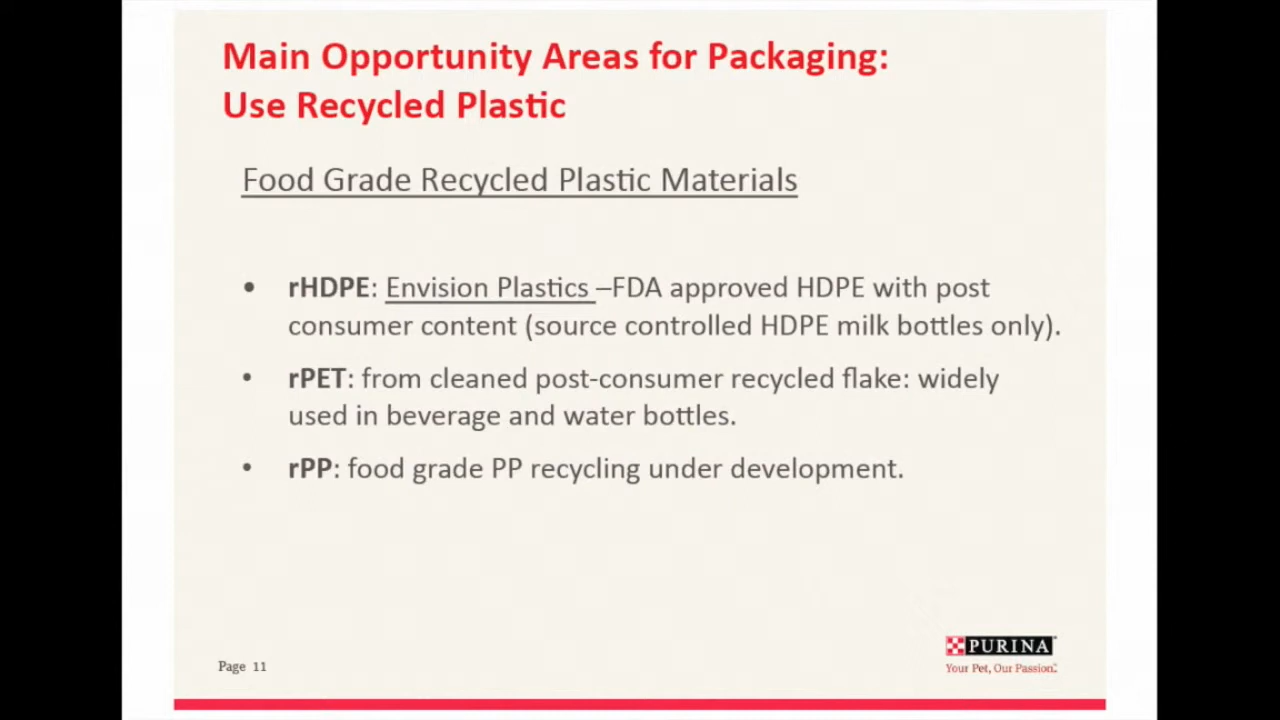 Main Opportunity Areas for Packaging:
Use Recycled Plastic
Food Grade Recycled Plastic Materials
• rHDPE: Envision Plastics –FDA approved HDPE with post
consumer content (source controlled HDPE milk bottles only).
• rPET: from cleaned post-consumer recycled flake: widely
used in beverage and water bottles.
• rPP: food grade PP recycling under development.
PURINA
Your Pet, Our Passion.™
Page 11